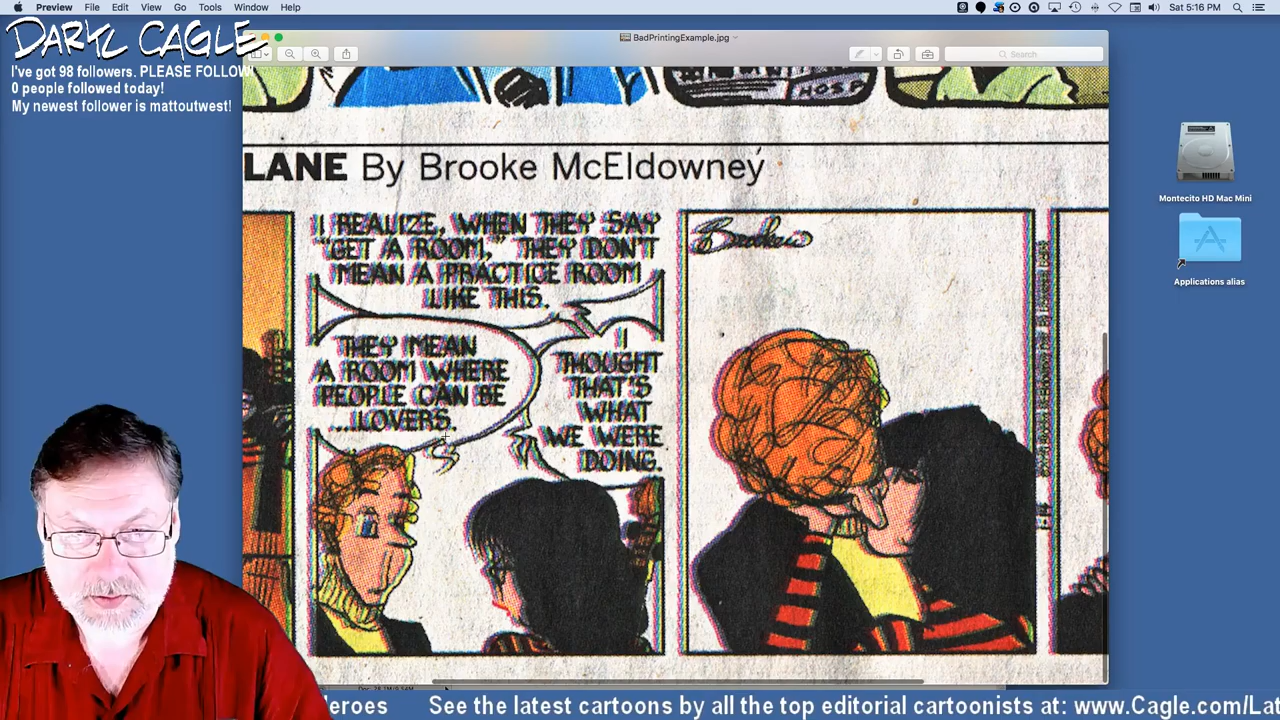 Preview File Edit View Go Tools Window Help
Sat 5:16 PM
DARYL CAGLE
I've got 98 followers. PLEASE FOLLOW
0 people followed today!
My newest follower is mattoutwest!
BadPrintingExample.jpg
Search
HOSP
LANE By Brooke McEldowney
I REALIZE, WHEN THEY SAY
"GET A ROOM," THEY DON'T
MEAN A PRACTICE ROOM
LIKE THIS.
THEY MEAN
A ROOM WHERE
PEOPLE CAN BE
...LOVERS.
I
THOUGHT
THAT'S
WHAT
WE WERE
DOING.
Brooke
Montecito HD Mac Mini
Applications alias
eroes See the latest cartoons by all the top editorial cartoonists at: www.Cagle.com/La